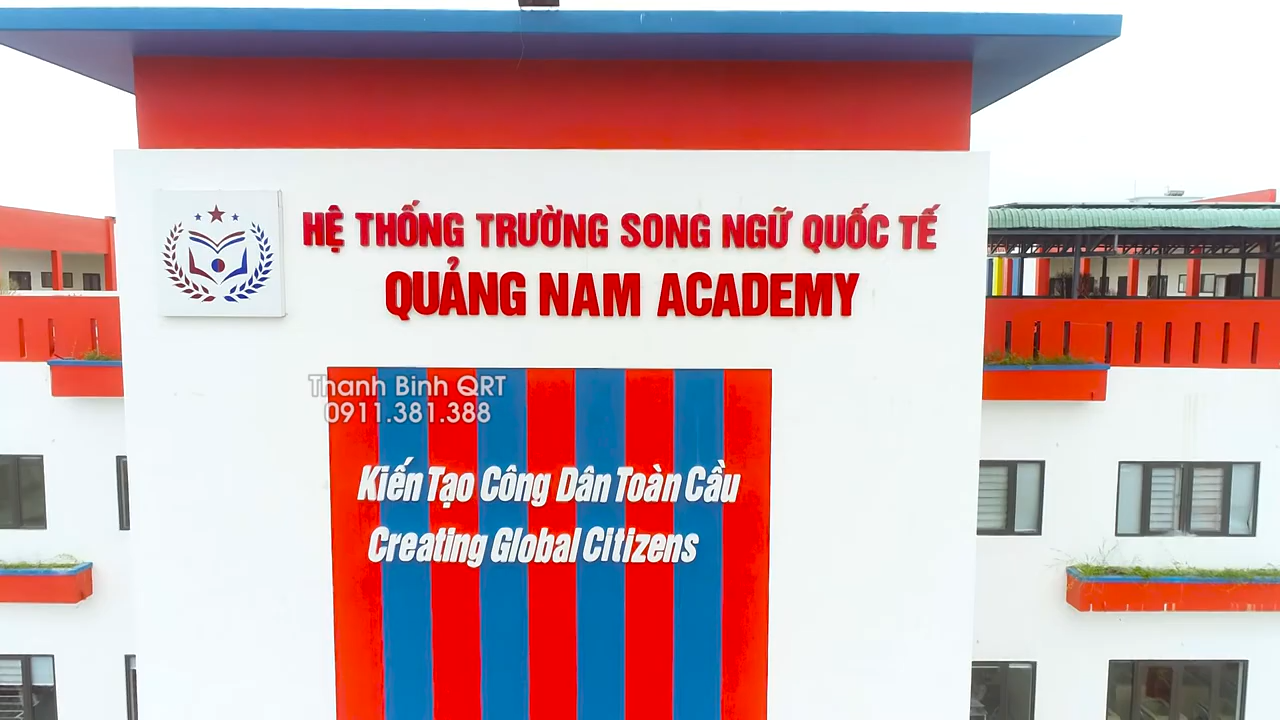 HỆ THỐNG TRƯỜNG SONG NGỮ QUỐC TẾ
QUẢNG NAM ACADEMY
Thanh Binh QRT
0911.381.388
Kiến Tạo Công Dân Toàn Cầu
Creating Global Citizens